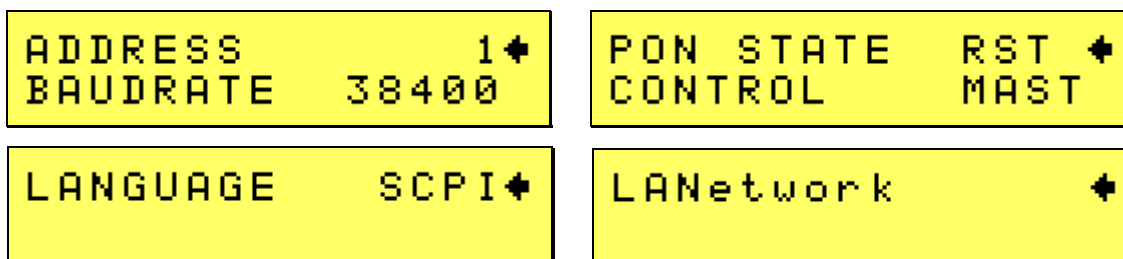 ADDRESS 1←
BAUDRATE 38400
PON STATE RST ←
CONTROL MAST
LANGUAGE SCPI←
LANetwork ←